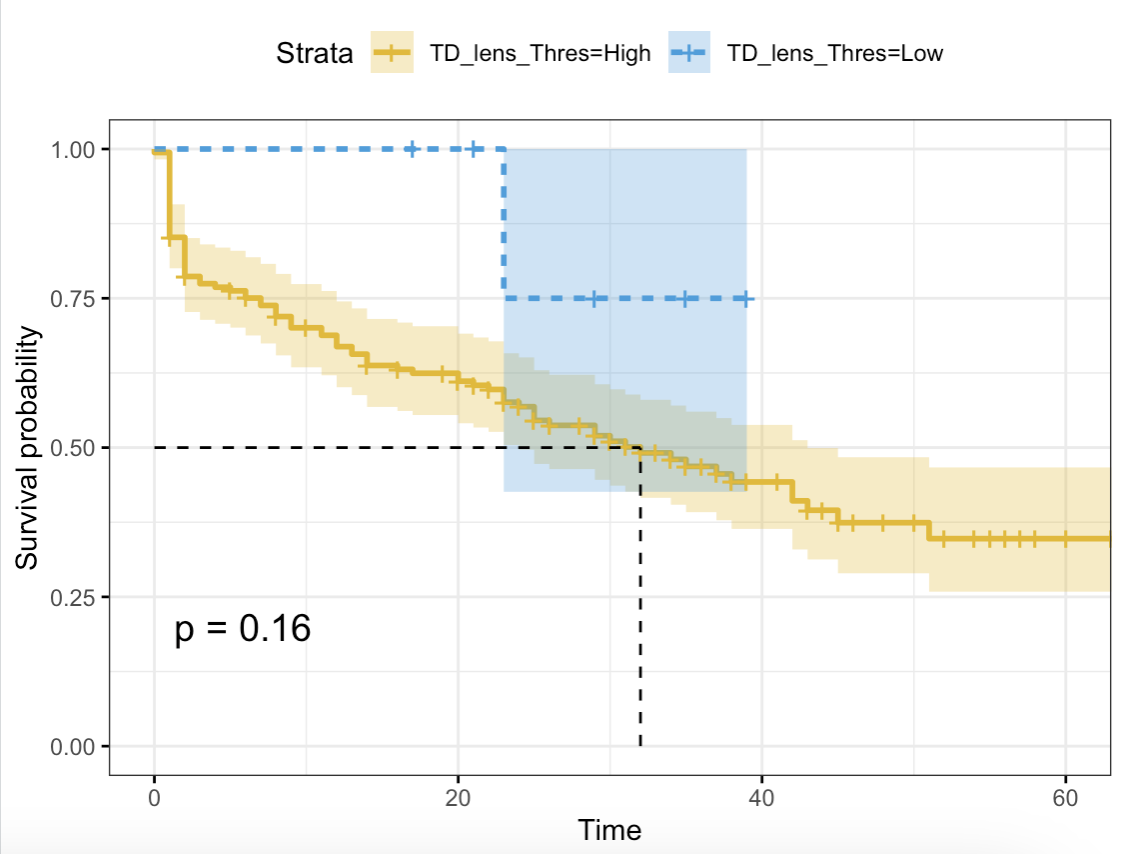 Strata TD_lens_Thres=High TD_lens_Thres=Low
1.00
0.75
0.50
0.25
0.00
Survival probability
p = 0.16
0 20 40 60
Time